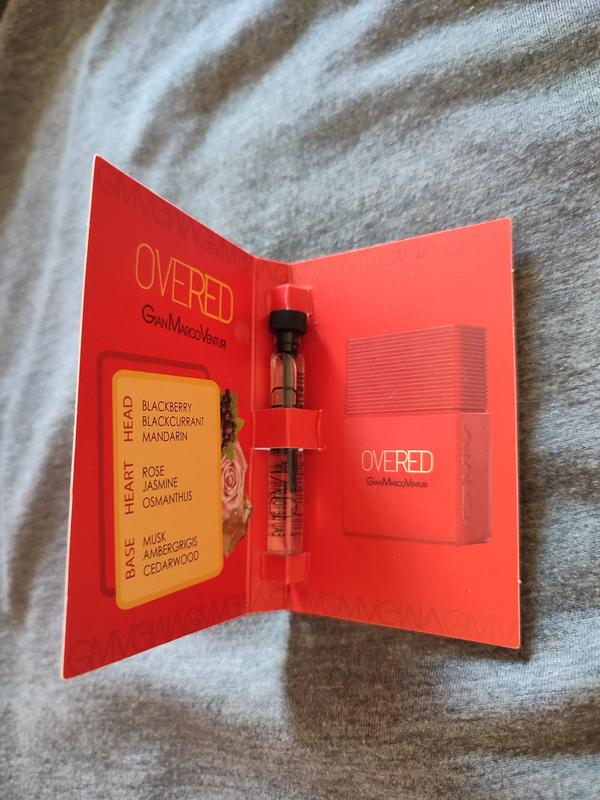 OVERED
GIANMARCOVENTURI
HEAD
BLACKBERRY
BLACKCURRANT
MANDARIN
HEART
ROSE
JASMINE
OSMANTHUS
BASE
MUSK
AMBERGRIGIS
CEDARWOOD
OVERED
GIANMARCOVENTURI